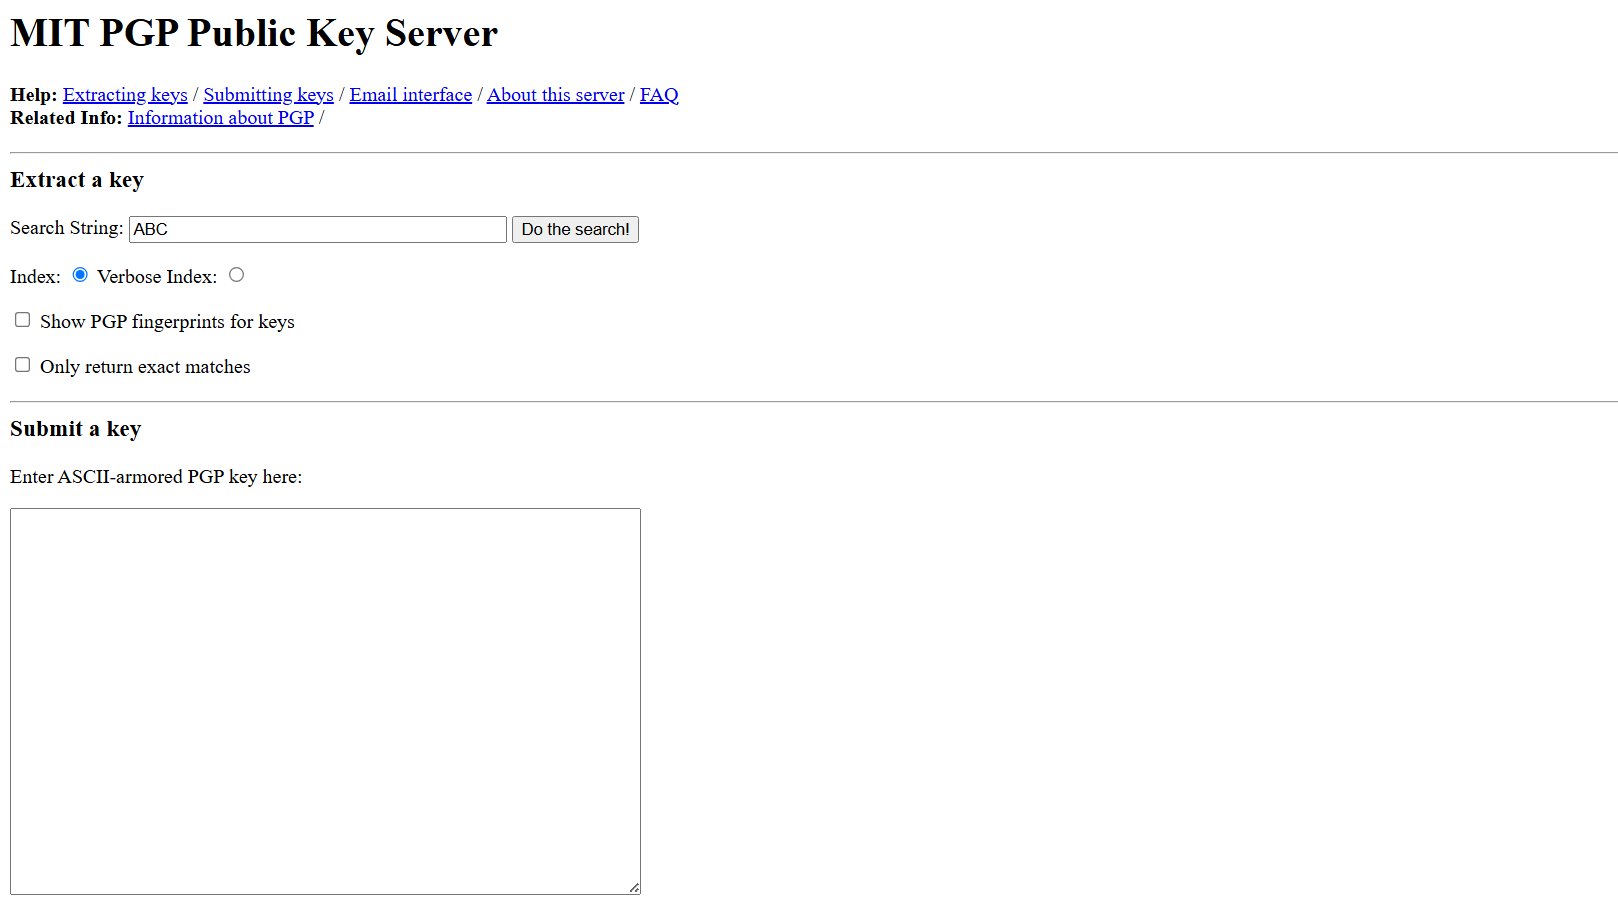 MIT PGP Public Key Server
Help: Extracting keys / Submitting keys / Email interface / About this server / FAQ
Related Info: Information about PGP /
Extract a key
Search String: ABC Do the search!
Index: Verbose Index:
Show PGP fingerprints for keys
Only return exact matches
Submit a key
Enter ASCII-armored PGP key here: